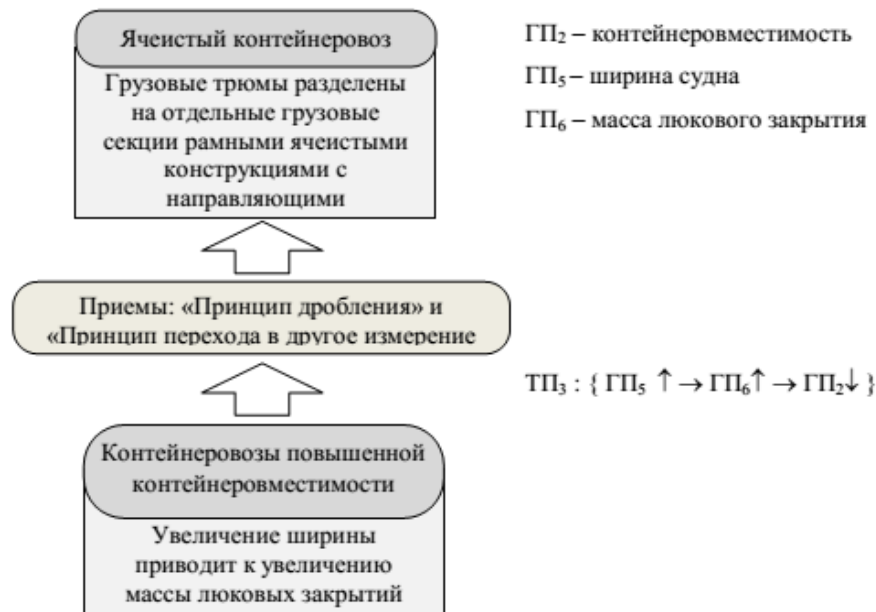 Ячеистый контейнеровоз
Грузовые трюмы разделены
на отдельные грузовые
секции рамными ячеистыми
конструкциями с
направляющими
ГП₂ – контейнеровместимость
ГП₅ – ширина судна
ГП₆ – масса люкового закрытия
Приемы: «Принцип дробления» и
«Принцип перехода в другое измерение
ТП₃ : { ГП₅ ↑ → ГП₆↑ → ГП₂↓ }
Контейнеровозы повышенной
контейнеровместимости
Увеличение ширины
приводит к увеличению
массы люковых закрытий